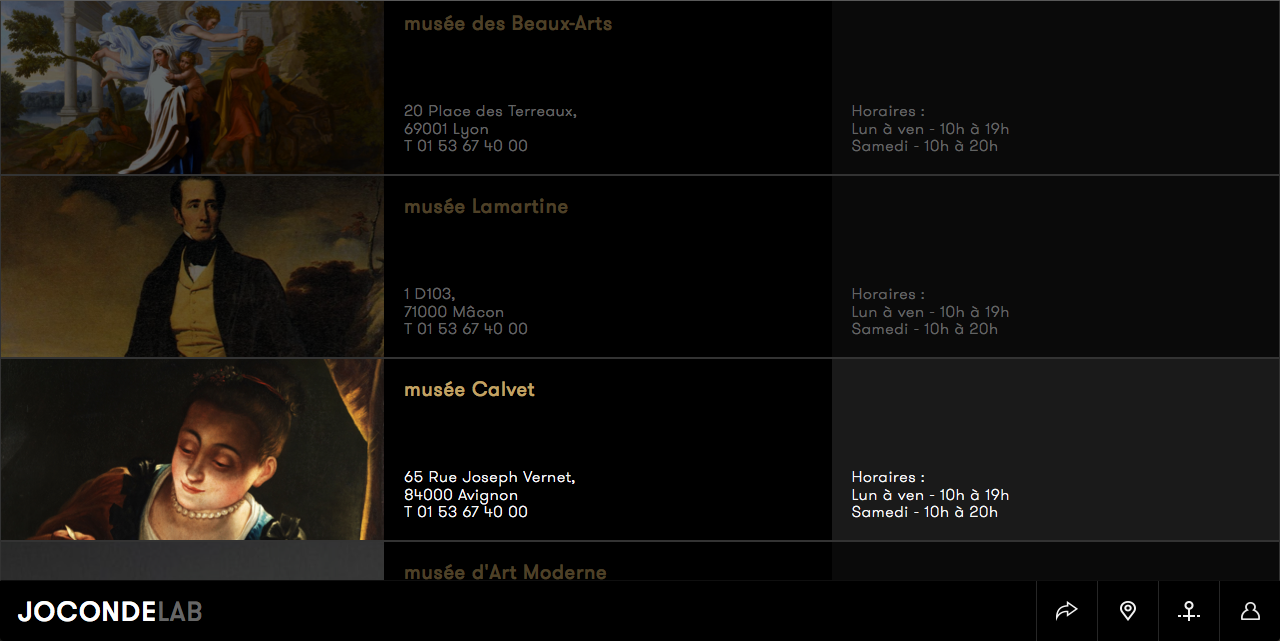 musée des Beaux-Arts
20 Place des Terreaux,
69001 Lyon
T 01 53 67 40 00
Horaires :
Lun à ven - 10h à 19h
Samedi - 10h à 20h
musée Lamartine
1 D103,
71000 Mâcon
T 01 53 67 40 00
Horaires :
Lun à ven - 10h à 19h
Samedi - 10h à 20h
musée Calvet
65 Rue Joseph Vernet,
84000 Avignon
T 01 53 67 40 00
Horaires :
Lun à ven - 10h à 19h
Samedi - 10h à 20h
musée d'Art Moderne
JOCONDELAB